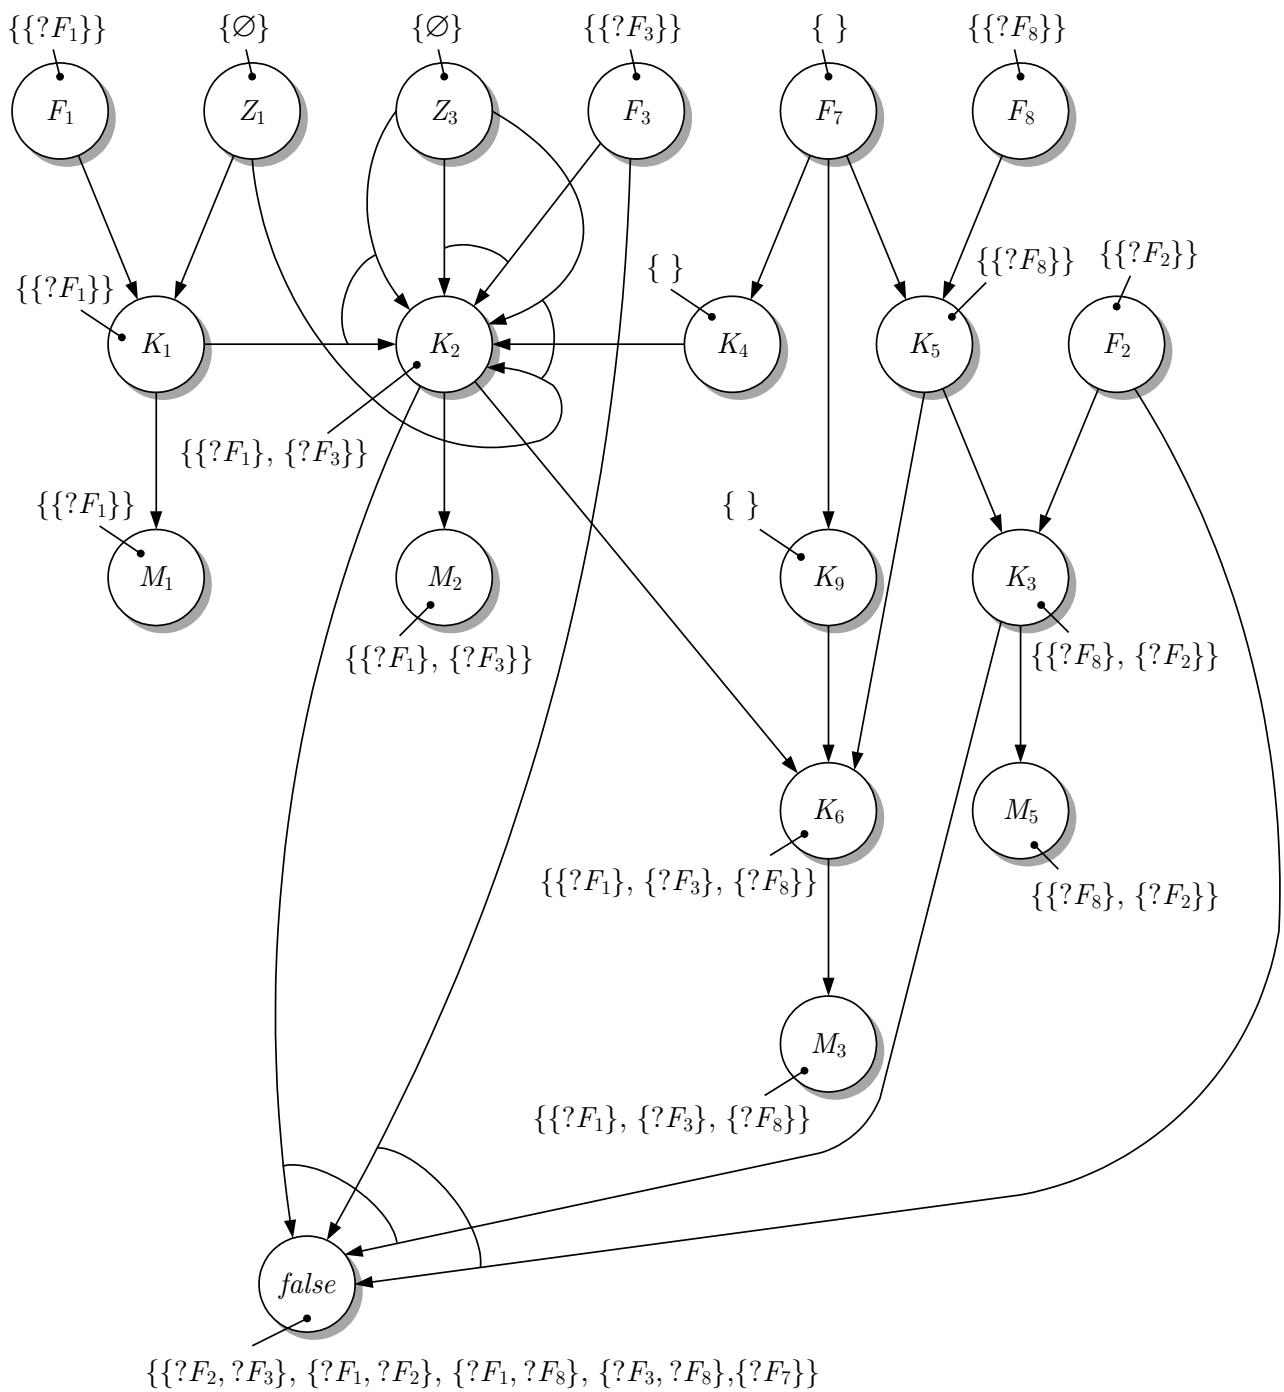 {{?F₁}} {∅} {∅} {{?F₃}} { } {{?F₈}}
F₁ Z₁ Z₃ F₃ F₇ F₈
{{?F₁}} { } {{?F₈}} {{?F₂}}
K₁ K₂ K₄ K₅ F₂
{{?F₁}, {?F₃}}
{{?F₁}} { }
M₁ M₂ K₉ K₃
{{?F₁}, {?F₃}} {{?F₈}, {?F₂}}
K₆ M₅
{{?F₁}, {?F₃}, {?F₈}} {{?F₈}, {?F₂}}
M₃
{{?F₁}, {?F₃}, {?F₈}}
false
{{?F₂, ?F₃}, {?F₁, ?F₂}, {?F₁, ?F₈}, {?F₃, ?F₈},{?F₇}}